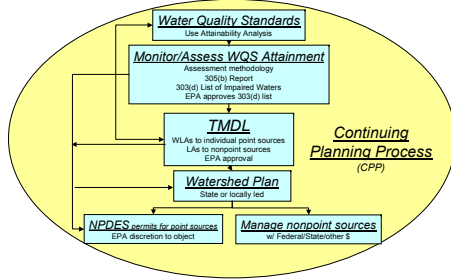 Water Quality Standards
Use Attainability Analysis
Monitor/Assess WQS Attainment
Assessment methodology
305(b) Report
303(d) List of Impaired Waters
EPA approves 303(d) list
TMDL
WLAs to individual point sources
LAs to nonpoint sources
EPA approval
Continuing
Planning Process
(CPP)
Watershed Plan
State or locally led
NPDES permits for point sources
EPA discretion to object
Manage nonpoint sources
w/ Federal/State/other $